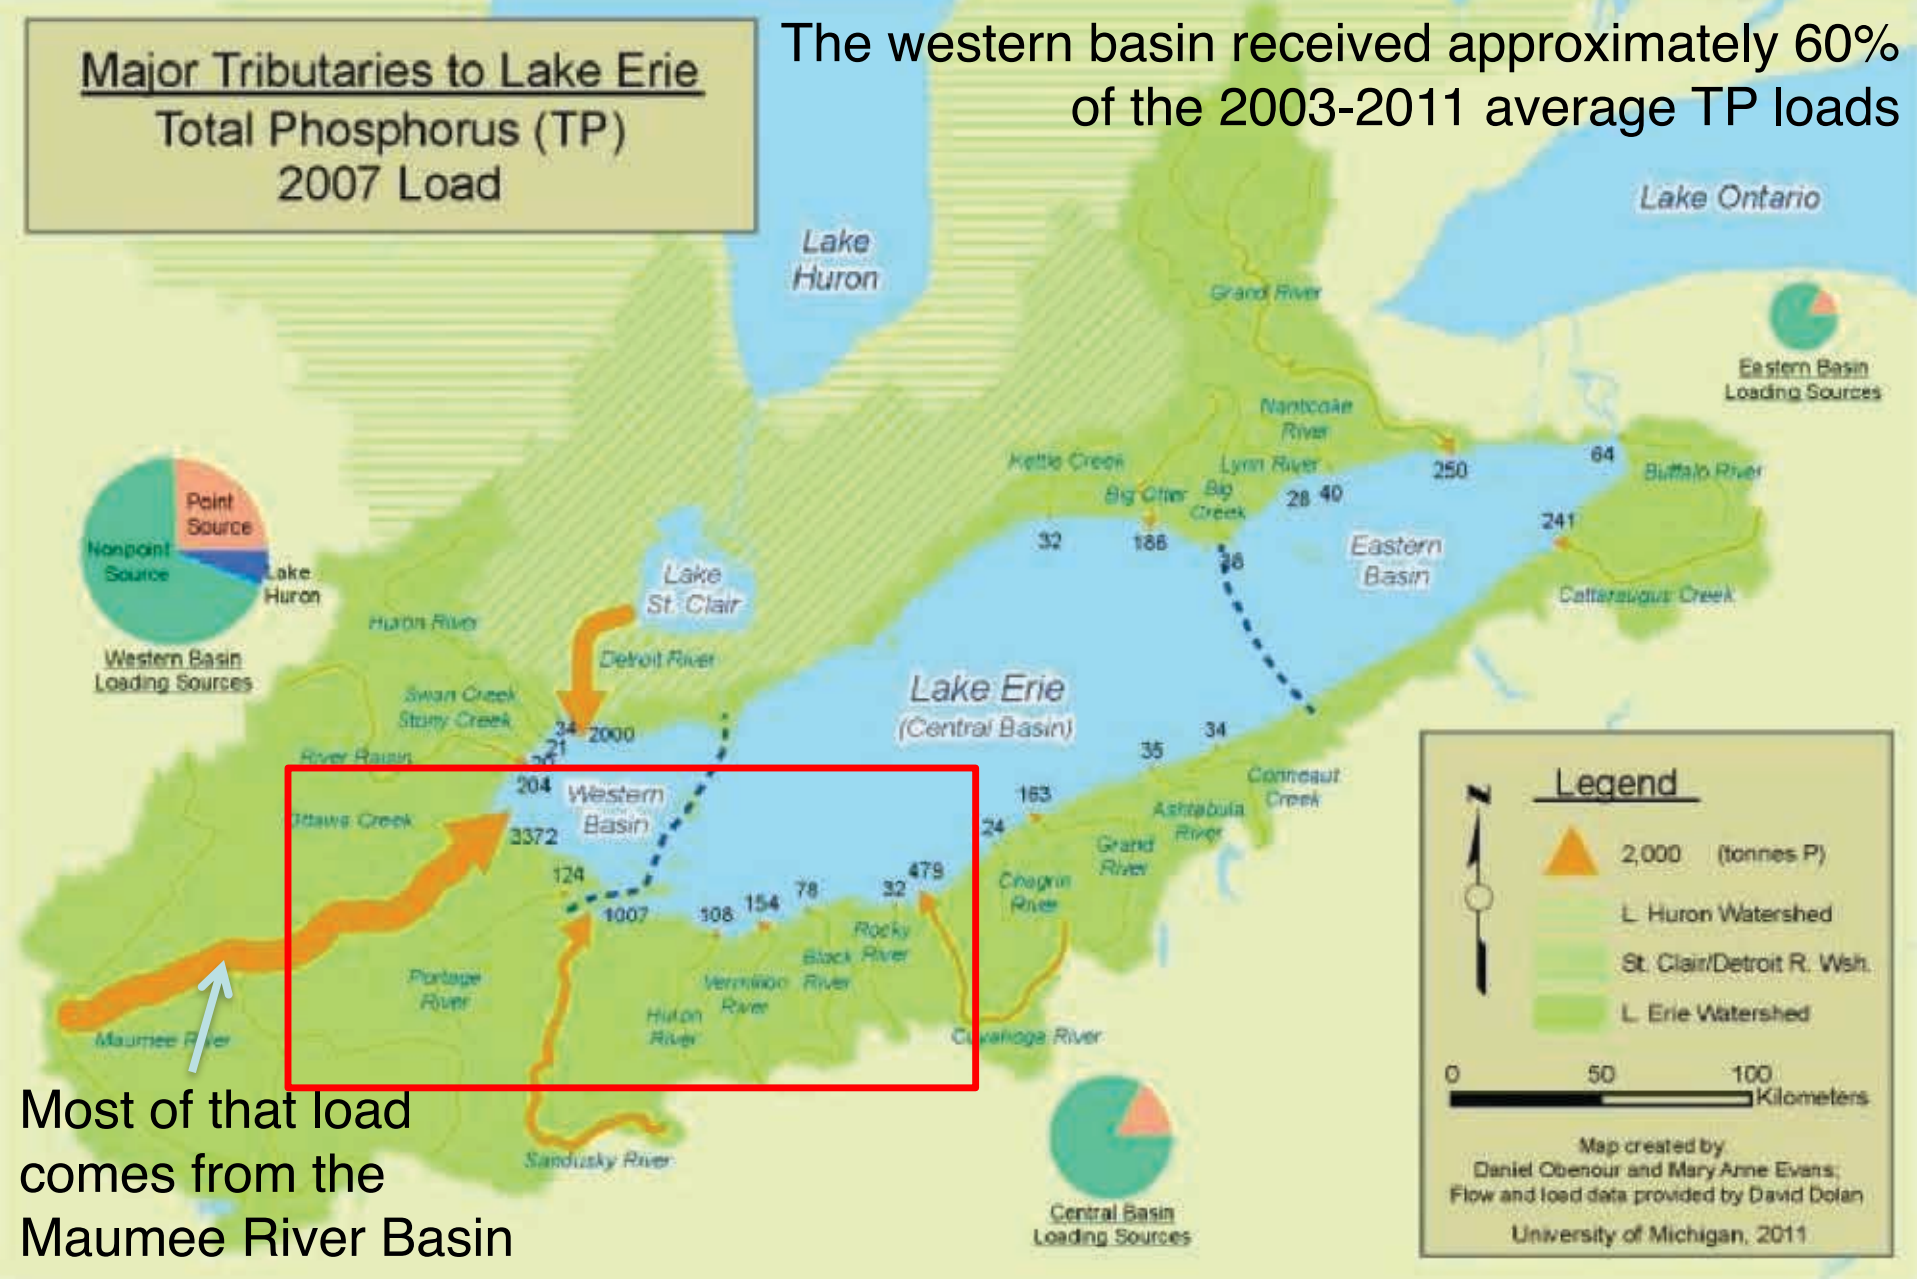 Major Tributaries to Lake Erie
Total Phosphorus (TP)
2007 Load
The western basin received approximately 60%
of the 2003-2011 average TP loads
Lake Ontario
Lake
Huron
Grand River
Eastern Basin
Loading Sources
Nanticoke
River
Kettle Creek
Lynn River
Big Otter
Big
Creek
28
40
250
64
Buffalo River
241
32
186
38
Eastern
Basin
Cattaraugus Creek
Point
Source
Nonpoint
Source
Lake
Huron
Western Basin
Loading Sources
Lake
St. Clair
Huron River
Detroit River
Swan Creek
Stony Creek
River Raisin
34
2000
21
20
204
Lake Erie
(Central Basin)
34
35
Conneaut
Creek
Ashtabula
River
Grand
River
163
24
Chagrin
River
Western
Basin
Ottawa Creek
3372
124
1007
108
154
78
32
479
Rocky
River
Black
River
Vermilion
River
Huron
River
Portage
River
Maumee River
Cuyahoga River
Sandusky River
Most of that load
comes from the
Maumee River Basin
Central Basin
Loading Sources
Legend
N
2,000 (tonnes P)
L. Huron Watershed
St. Clair/Detroit R. Wsh.
L. Erie Watershed
0 50 100
Kilometers
Map created by
Daniel Obenour and Mary Anne Evans;
Flow and load data provided by David Dolan
University of Michigan, 2011